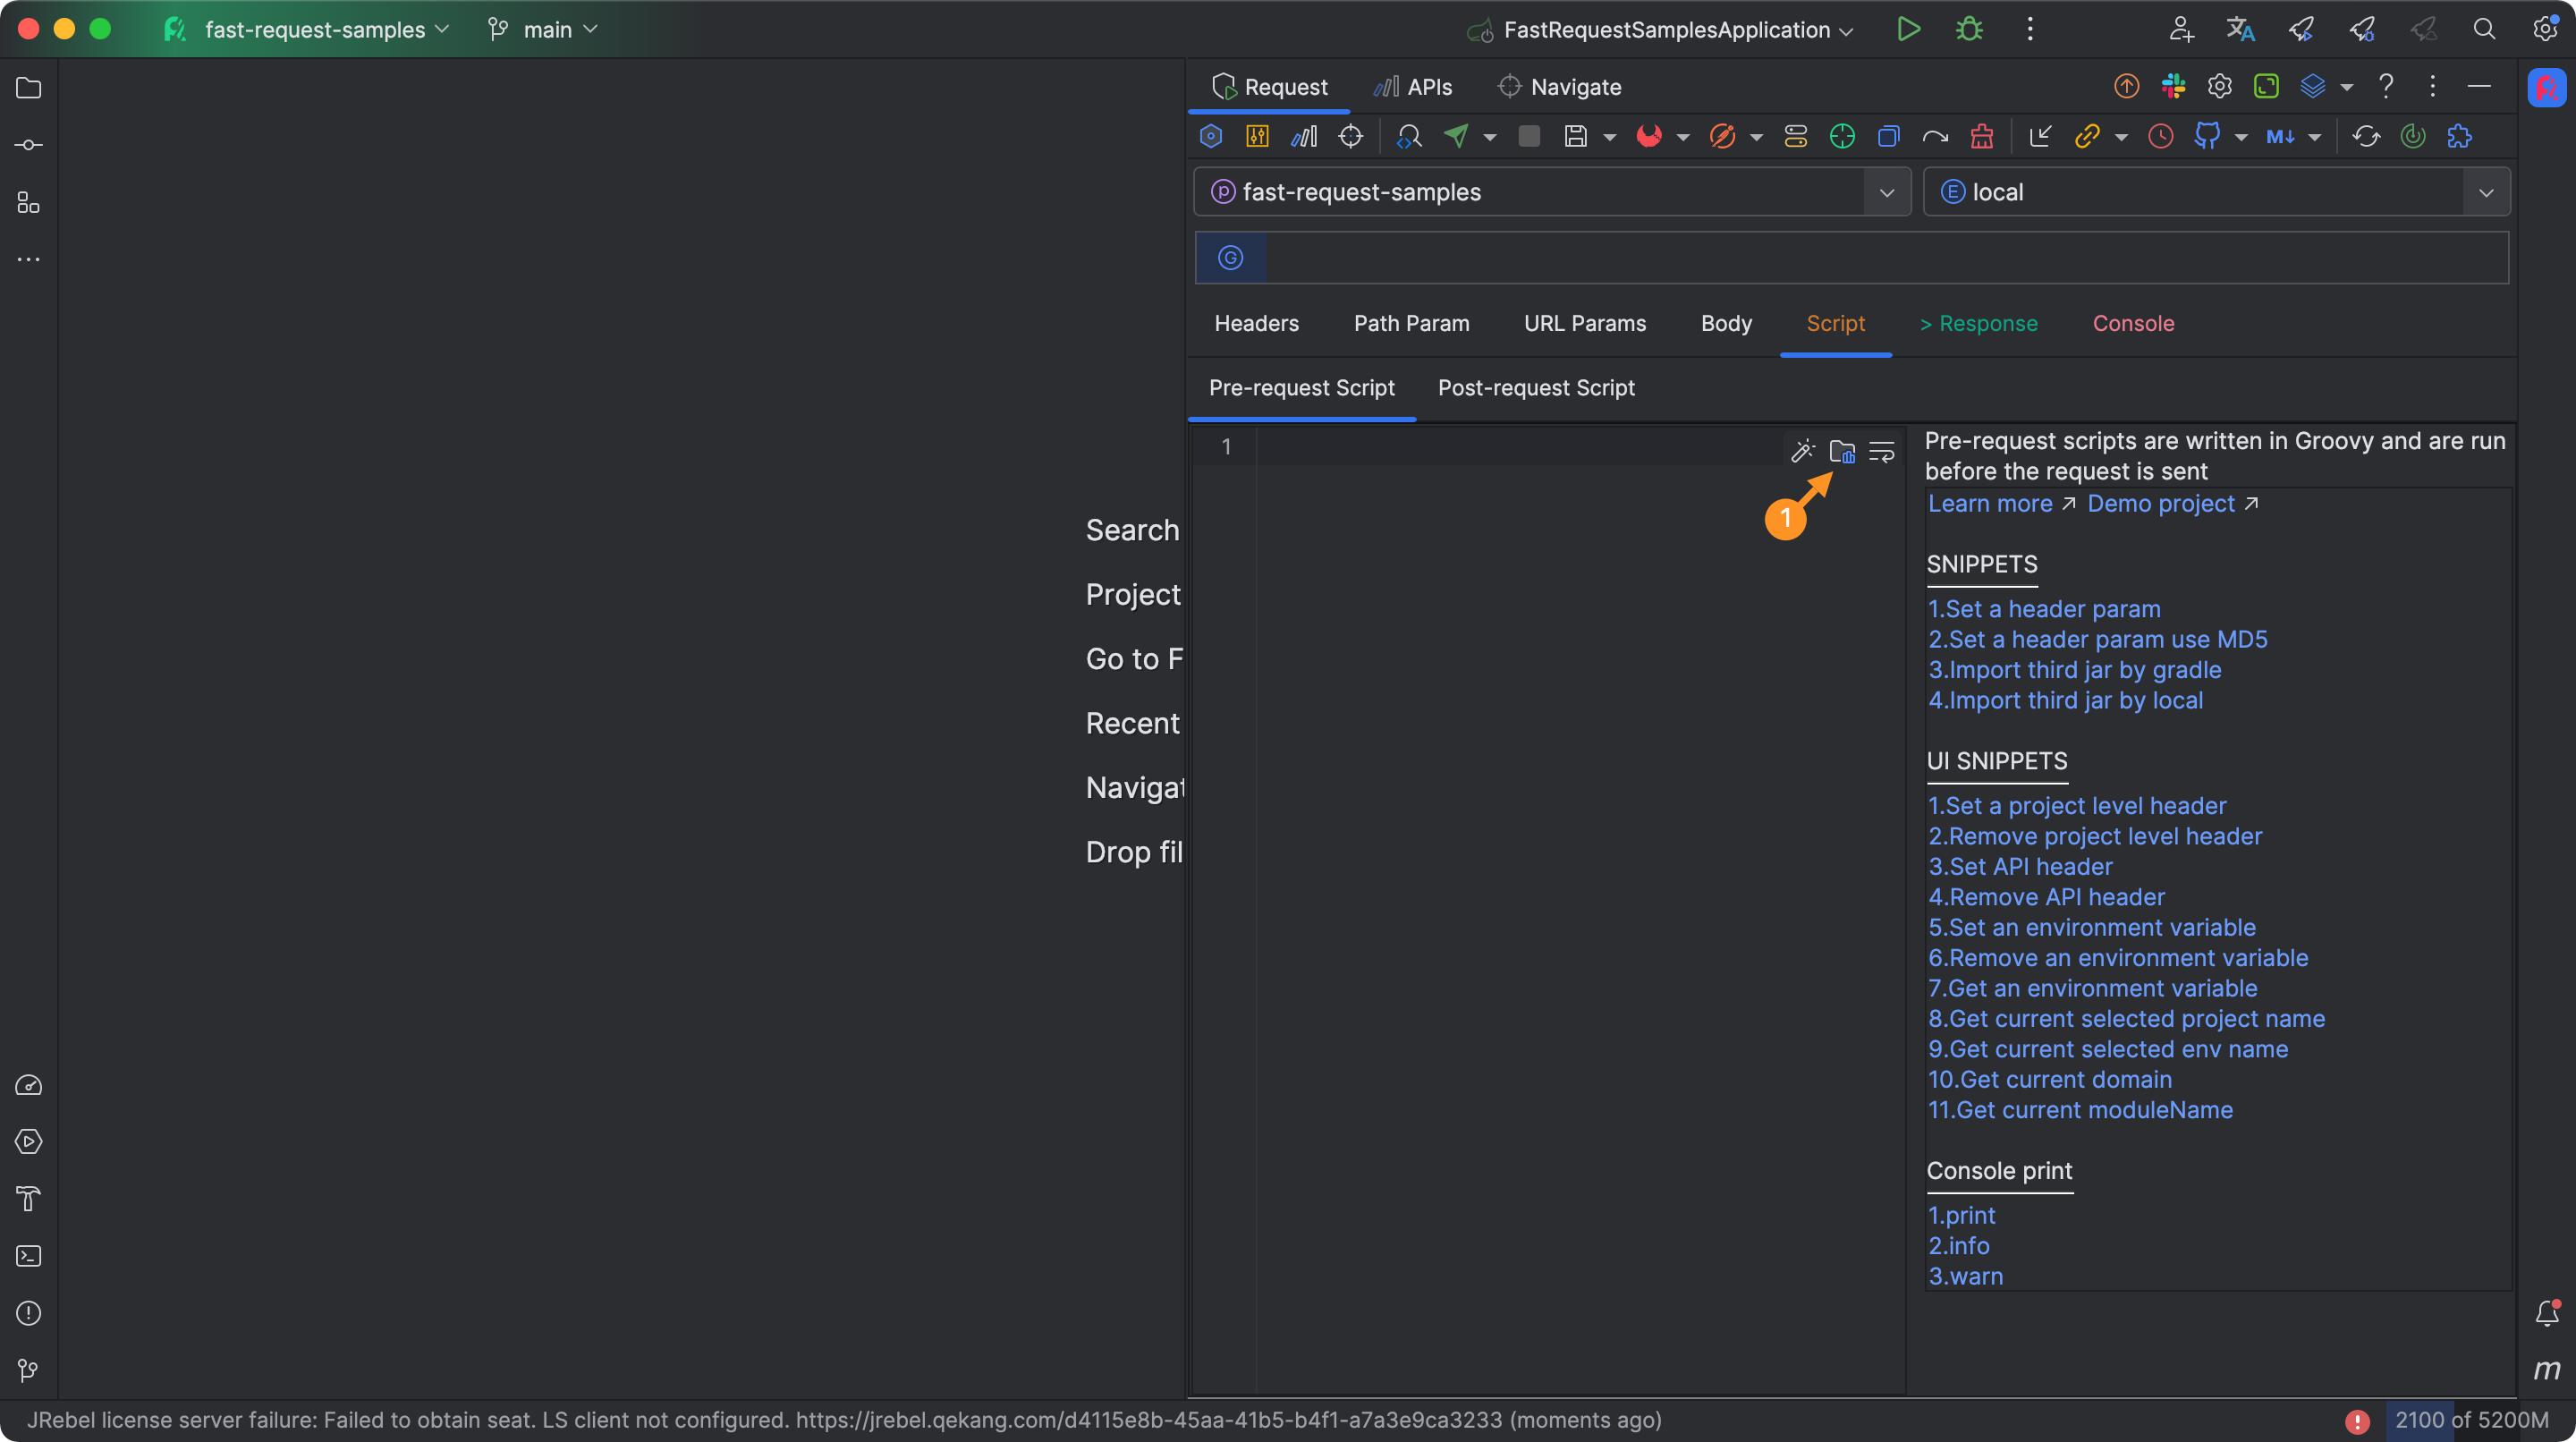 fast-request-samples
main
FastRequestSamplesApplication
Request
APIs
Navigate
M↓
fast-request-samples
local
G
Headers
Path Param
URL Params
Body
Script
> Response
Console
Pre-request Script
Post-request Script
1
1
Pre-request scripts are written in Groovy and are run
before the request is sent
Learn more ↗ Demo project ↗
SNIPPETS
1.Set a header param
2.Set a header param use MD5
3.Import third jar by gradle
4.Import third jar by local
UI SNIPPETS
1.Set a project level header
2.Remove project level header
3.Set API header
4.Remove API header
5.Set an environment variable
6.Remove an environment variable
7.Get an environment variable
8.Get current selected project name
9.Get current selected env name
10.Get current domain
11.Get current moduleName
Console print
1.print
2.info
3.warn
Search
Project
Go to F
Recent
Navigat
Drop fil
m
JRebel license server failure: Failed to obtain seat. LS client not configured. https://jrebel.qekang.com/d4115e8b-45aa-41b5-b4f1-a7a3e9ca3233 (moments ago)
2100 of 5200M